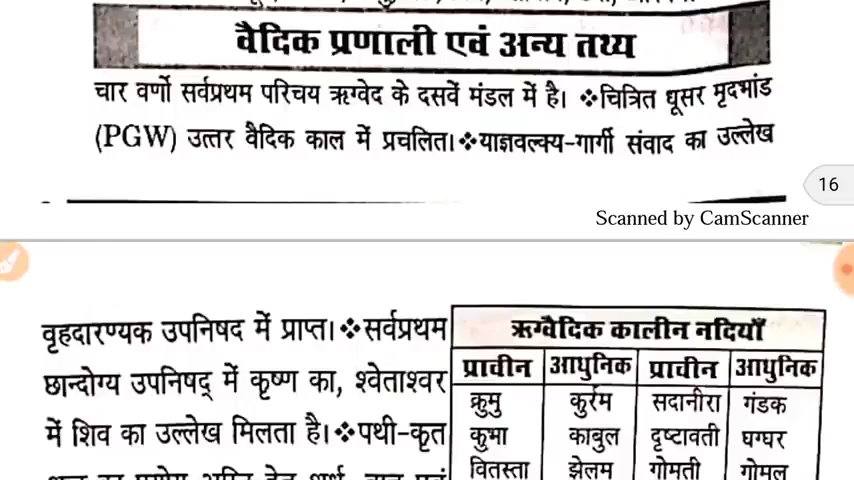 वैदिक प्रणाली एवं अन्य तथ्य
चार वर्णो सर्वप्रथम परिचय ऋग्वेद के दसवें मंडल में है। ❖चित्रित धूसर मृदभांड
(PGW) उत्तर वैदिक काल में प्रचलित।❖याज्ञवल्क्य-गार्गी संवाद का उल्लेख
16
Scanned by CamScanner
वृहदारण्यक उपनिषद में प्राप्त।❖सर्वप्रथम
छान्दोग्य उपनिषद् में कृष्ण का, श्वेताश्वर
में शिव का उल्लेख मिलता है।❖पथी-कृत
ऋग्वैदिक कालीन नदियाँ
प्राचीन आधुनिक प्राचीन आधुनिक
क्रुमु कुर्रम सदानीरा गंडक
कुभा काबुल दृष्टावती घग्घर
वितस्ता झेलम गोमती गोमल